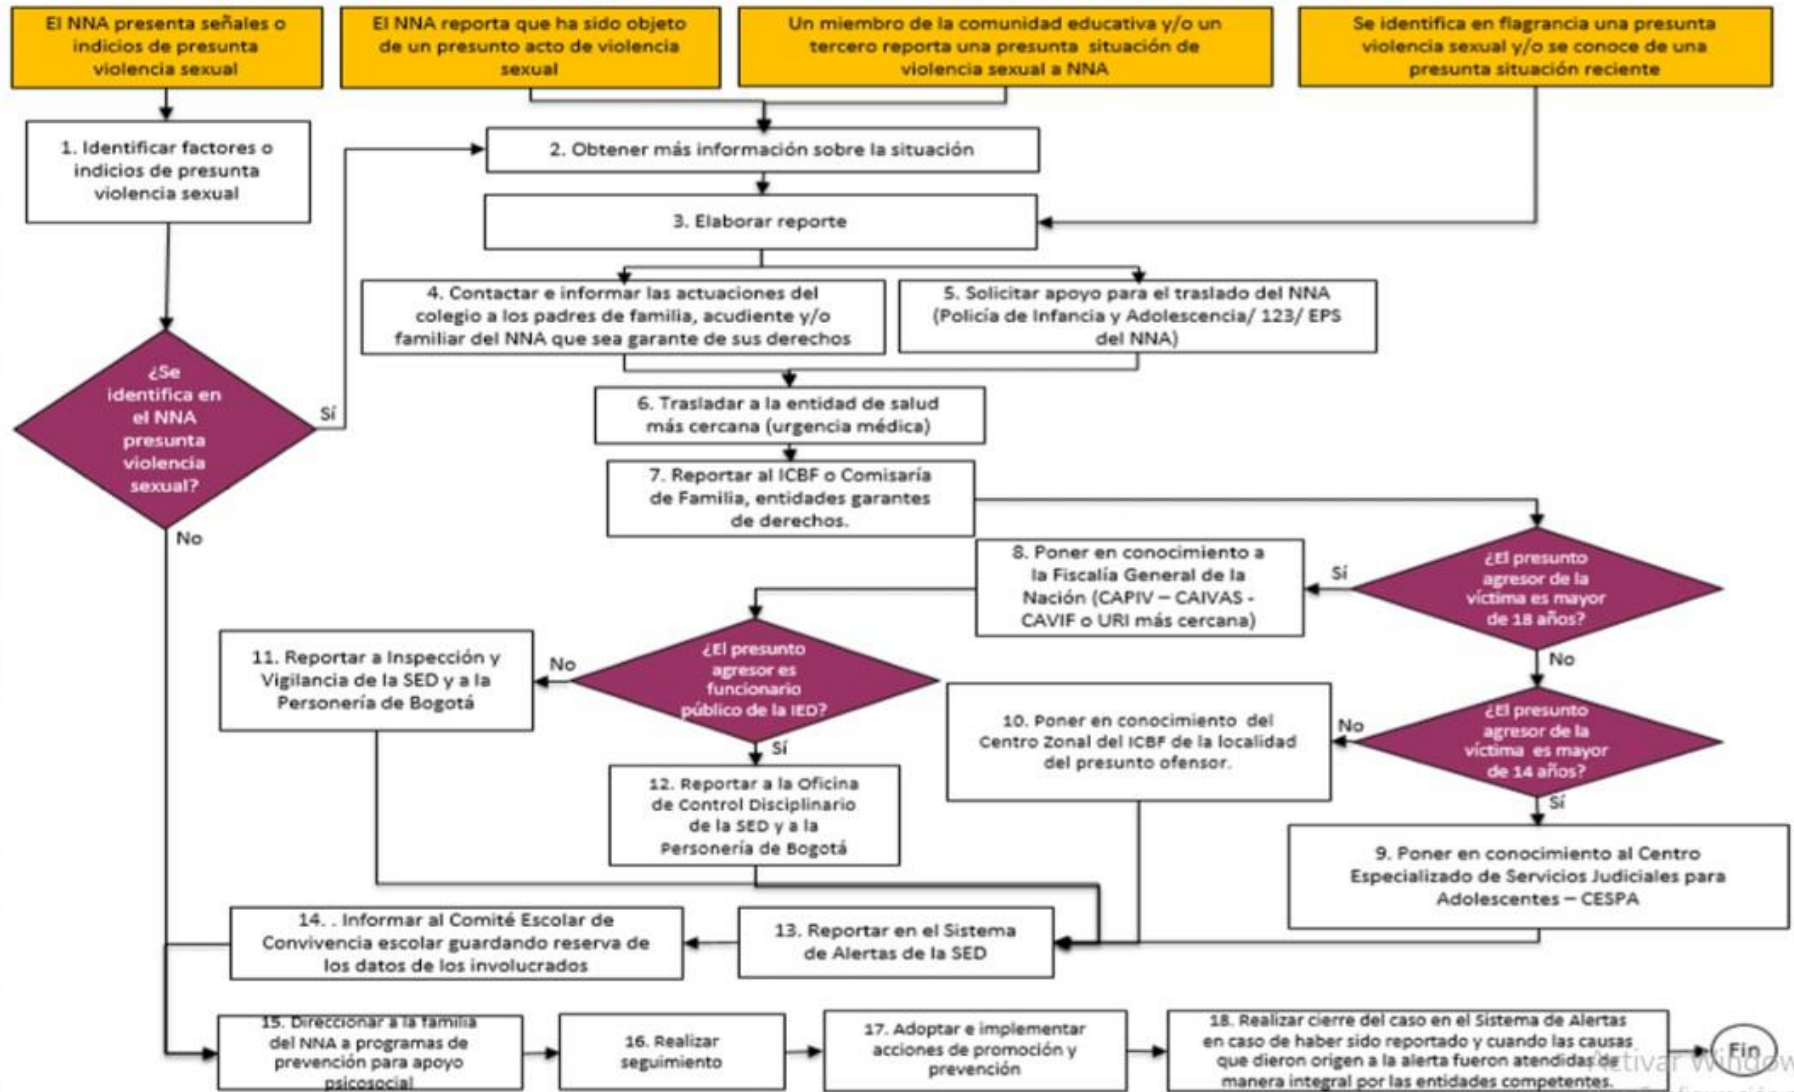 El NNA presenta señales o
indicios de presunta
violencia sexual
El NNA reporta que ha sido objeto
de un presunto acto de violencia
sexual
Un miembro de la comunidad educativa y/o un
tercero reporta una presunta situación de
violencia sexual a NNA
Se identifica en flagrancia una presunta
violencia sexual y/o se conoce de una
presunta situación reciente
1. Identificar factores o
indicios de presunta
violencia sexual
2. Obtener más información sobre la situación
3. Elaborar reporte
4. Contactar e informar las actuaciones del
colegio a los padres de familia, acudiente y/o
familiar del NNA que sea garante de sus derechos
5. Solicitar apoyo para el traslado del NNA
(Policía de Infancia y Adolescencia/ 123/ EPS
del NNA)
¿Se
identifica en
el NNA
presunta
violencia
sexual?
Sí
No
6. Trasladar a la entidad de salud
más cercana (urgencia médica)
7. Reportar al ICBF o Comisaría
de Familia, entidades garantes
de derechos.
¿El presunto
agresor de la
víctima es mayor
de 18 años?
Sí
No
8. Poner en conocimiento a
la Fiscalía General de la
Nación (CAPIV – CAIVAS -
CAVIF o URI más cercana)
¿El presunto
agresor es
funcionario
público de la IED?
No
Sí
11. Reportar a Inspección y
Vigilancia de la SED y a la
Personería de Bogotá
10. Poner en conocimiento del
Centro Zonal del ICBF de la localidad
del presunto ofensor.
¿El presunto
agresor de la
víctima es mayor
de 14 años?
No
Sí
12. Reportar a la Oficina
de Control Disciplinario
de la SED y a la
Personería de Bogotá
9. Poner en conocimiento al Centro
Especializado de Servicios Judiciales para
Adolescentes – CESPA
14. . Informar al Comité Escolar de
Convivencia escolar guardando reserva de
los datos de los involucrados
13. Reportar en el Sistema
de Alertas de la SED
15. Direccionar a la familia
del NNA a programas de
prevención para apoyo
psicosocial
16. Realizar
seguimiento
17. Adoptar e implementar
acciones de promoción y
prevención
18. Realizar cierre del caso en el Sistema de Alertas
en caso de haber sido reportado y cuando las causas
que dieron origen a la alerta fueron atendidas de
manera integral por las entidades competentes.
Fin
Activar Window